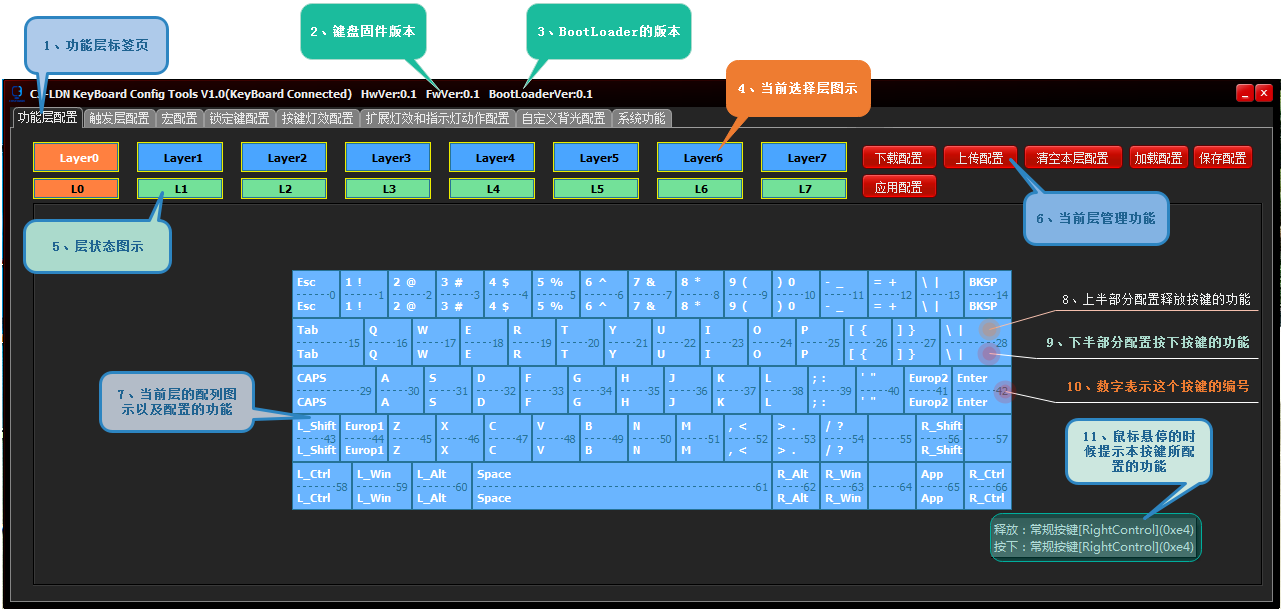 1、功能层标签页
2、键盘固件版本
3、BootLoader的版本
4、当前选择层图示
LDN KeyBoard Config Tools V1.0(KeyBoard Connected) HwVer:0.1 FwVer:0.1 BootLoaderVer:0.1
功能层配置 触发层配置 宏配置 锁定键配置 按键灯效配置 扩展灯效和指示灯动作配置 自定义背光配置 系统功能
Layer0 Layer1 Layer2 Layer3 Layer4 Layer5 Layer6 Layer7 下载配置 上传配置 清空本层配置 加载配置 保存配置
L0 L1 L2 L3 L4 L5 L6 L7 应用配置
5、层状态图示
6、当前层管理功能
Esc 1 ! 2 @ 3 # 4 $ 5 % 6 ^ 7 & 8 * 9 ( ) 0 - _ = + \ | BKSP
0 1 2 3 4 5 6 7 8 9 10 11 12 13 14
Esc 1 ! 2 @ 3 # 4 $ 5 % 6 ^ 7 & 8 * 9 ( ) 0 - _ = + \ | BKSP
8、上半部分配置释放按键的功能
Tab Q W E R T Y U I O P [ { ] } \ |
15 16 17 18 19 20 21 22 23 24 25 26 27 28
Tab Q W E R T Y U I O P [ { ] } \ |
9、下半部分配置按下按键的功能
CAPS A S D F G H J K L ; : ' " Europ2 Enter
29 30 31 32 33 34 35 36 37 38 39 40 41 42
CAPS A S D F G H J K L ; : ' " Europ2 Enter
10、数字表示这个按键的编号
7、当前层的配列图
示以及配置的功能
L_Shift Europ1 Z X C V B N M , < > . / ? R_Shift
43 44 45 46 47 48 49 50 51 52 53 54 55 56 57
L_Shift Europ1 Z X C V B N M , < > . / ? R_Shift
11、鼠标悬停的时
候提示本按键所配
置的功能
L_Ctrl L_Win L_Alt Space R_Alt R_Win App R_Ctrl
58 59 60 61 62 63 64 65 66
L_Ctrl L_Win L_Alt Space R_Alt R_Win App R_Ctrl
释放：常规按键[RightControl](0xe4)
按下：常规按键[RightControl](0xe4)